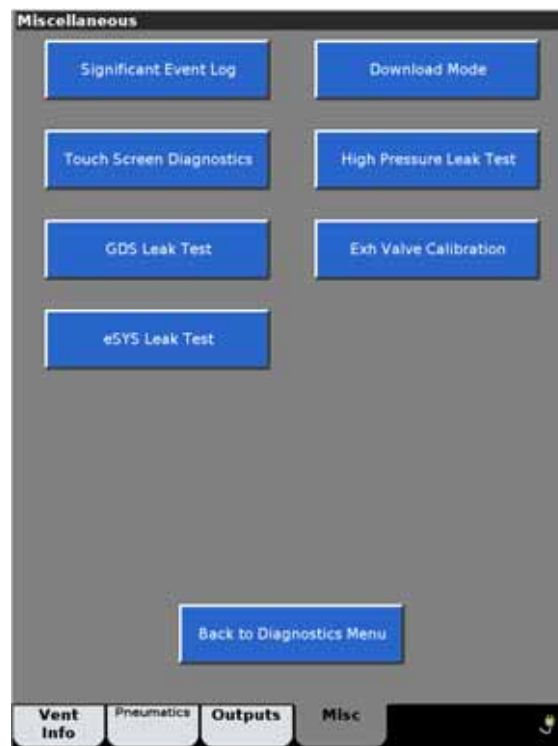 Miscellaneous
Significant Event Log
Download Mode
Touch Screen Diagnostics
High Pressure Leak Test
GDS Leak Test
Exh Valve Calibration
eSYS Leak Test
Back to Diagnostics Menu
Vent
Info
Pneumatics
Outputs
Misc